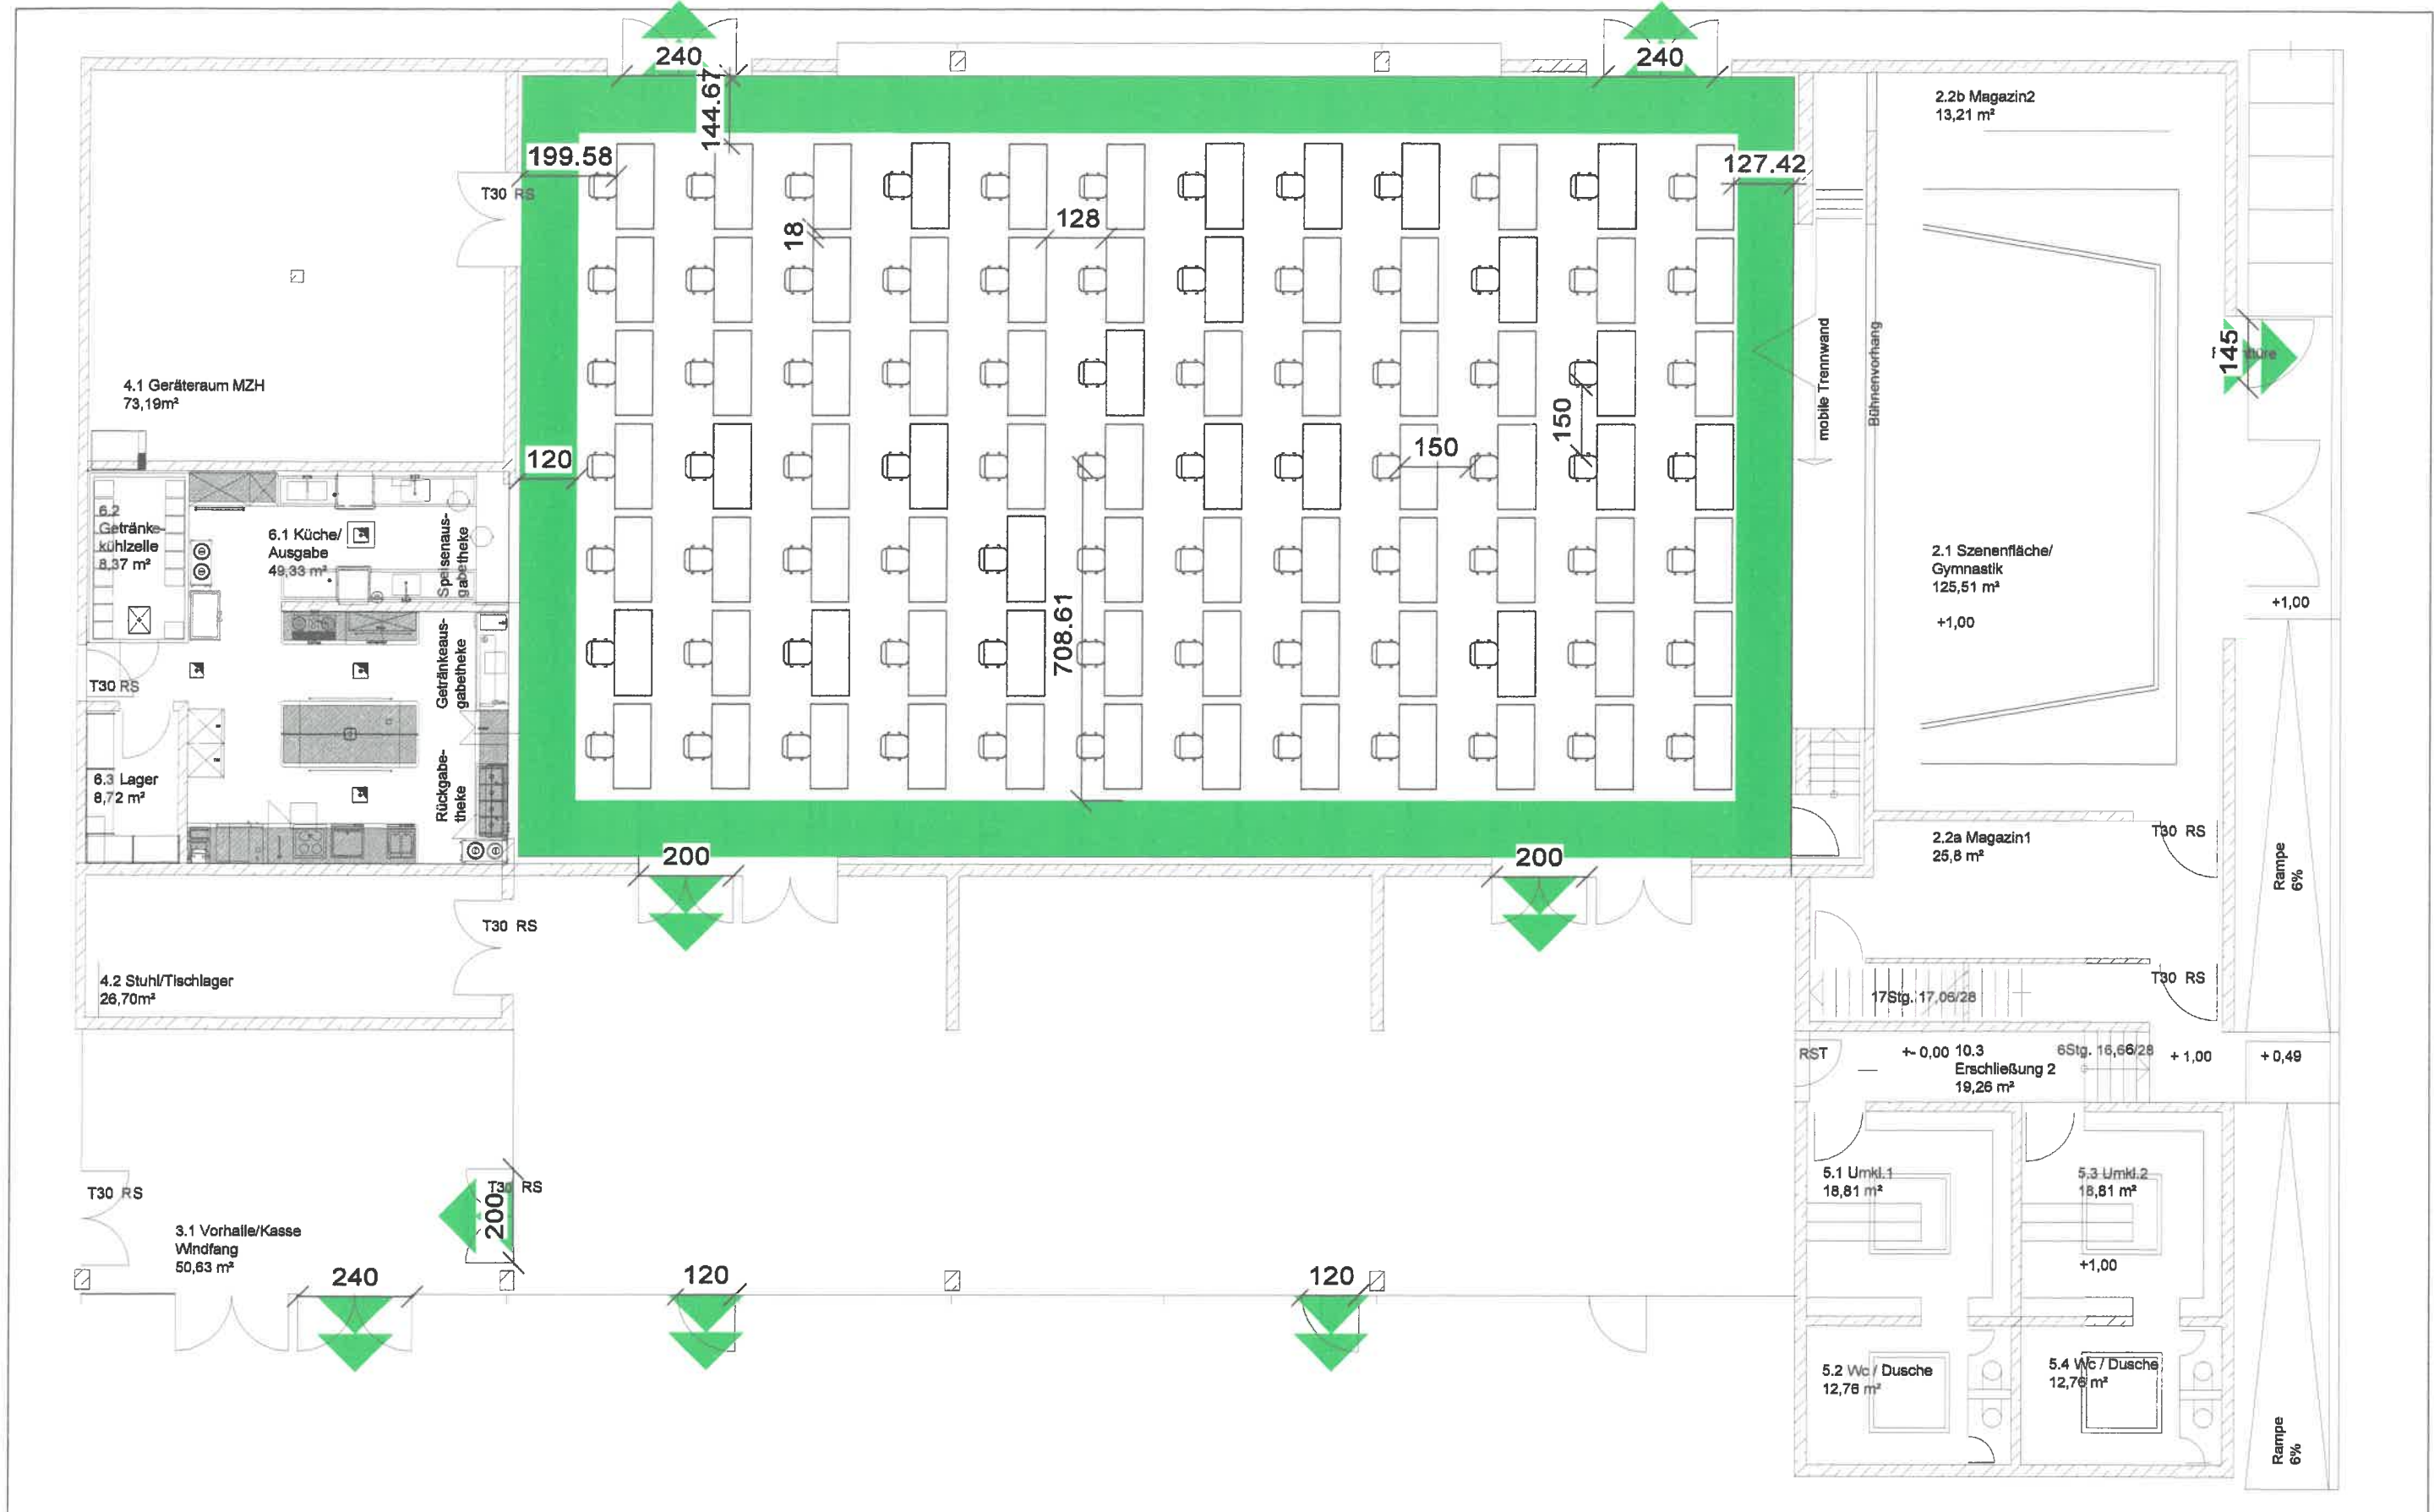 240
240
144.67
2.2b Magazin2
13,21 m²
199.58
127.42
T30 RS
128
18
mobile Trennwand
Bühnenvorhang
145
4.1 Geräteraum MZH
73,19m²
150
150
120
6.2
Getränke-
kühlzelle
8,37 m²
6.1 Küche/
Ausgabe
49,33 m²
Speisenaus-
gabetheke
2.1 Szenenfläche/
Gymnastik
125,51 m²
+1,00
+1,00
708.61
Getränkeaus-
gabetheke
T30 RS
6.3 Lager
8,72 m²
Rückgabe-
theke
200
200
2.2a Magazin1
25,8 m²
T30 RS
Rampe
6%
T30 RS
4.2 Stuhl/Tischlager
26,70m²
17Stg. 17,06/28
T30 RS
RST
+- 0,00 10.3
Erschließung 2
19,26 m²
6Stg. 16,66/28
+ 1,00
+ 0,49
T30 RS
T30 RS
200
3.1 Vorhalle/Kasse
Windfang
50,63 m²
5.1 Umkl.1
18,81 m²
5.3 Umkl.2
18,81 m²
+1,00
240
120
120
5.2 Wc / Dusche
12,76 m²
5.4 Wc / Dusche
12,76 m²
Rampe
6%